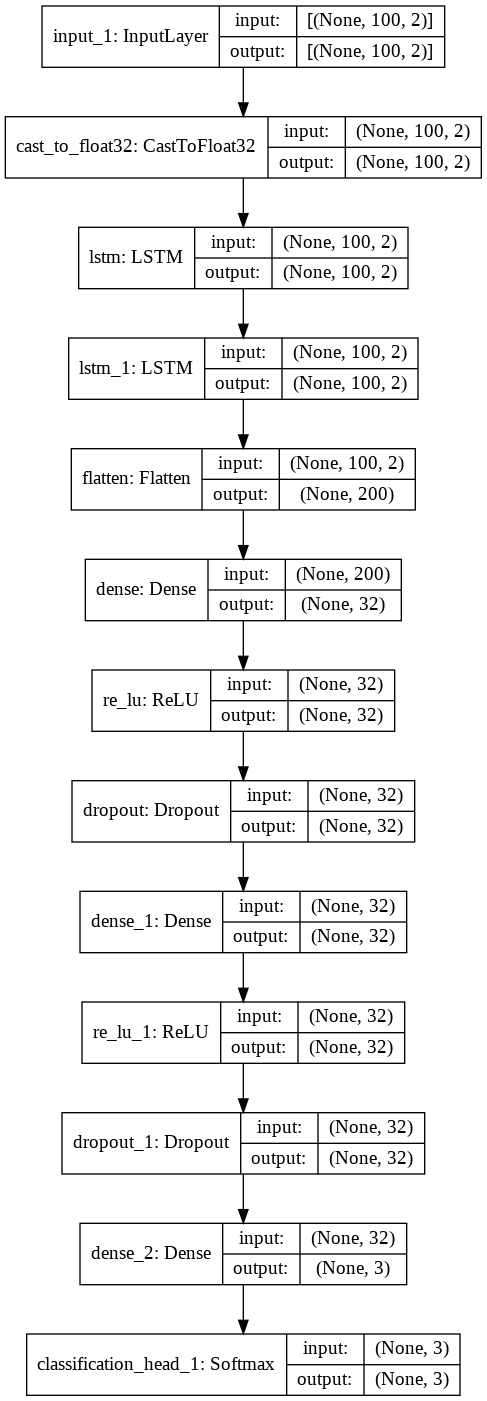 input_1: InputLayer
input: [(None, 100, 2)]
output: [(None, 100, 2)]
cast_to_float32: CastToFloat32
input: (None, 100, 2)
output: (None, 100, 2)
lstm: LSTM
input: (None, 100, 2)
output: (None, 100, 2)
lstm_1: LSTM
input: (None, 100, 2)
output: (None, 100, 2)
flatten: Flatten
input: (None, 100, 2)
output: (None, 200)
dense: Dense
input: (None, 200)
output: (None, 32)
re_lu: ReLU
input: (None, 32)
output: (None, 32)
dropout: Dropout
input: (None, 32)
output: (None, 32)
dense_1: Dense
input: (None, 32)
output: (None, 32)
re_lu_1: ReLU
input: (None, 32)
output: (None, 32)
dropout_1: Dropout
input: (None, 32)
output: (None, 32)
dense_2: Dense
input: (None, 32)
output: (None, 3)
classification_head_1: Softmax
input: (None, 3)
output: (None, 3)